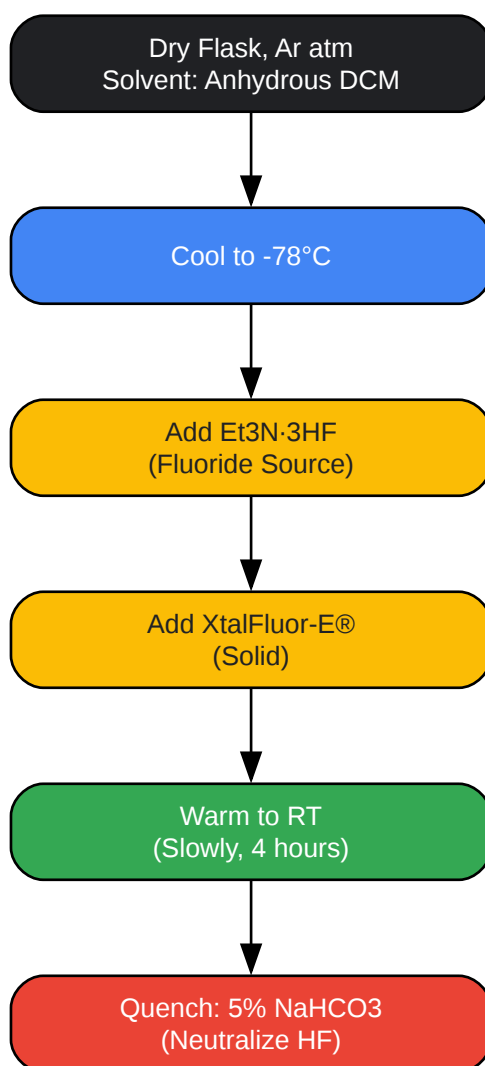 Dry Flask, Ar atm
Solvent: Anhydrous DCM
Cool to -78°C
Add Et3N·3HF
(Fluoride Source)
Add XtalFluor-E®
(Solid)
Warm to RT
(Slowly, 4 hours)
Quench: 5% NaHCO3
(Neutralize HF)